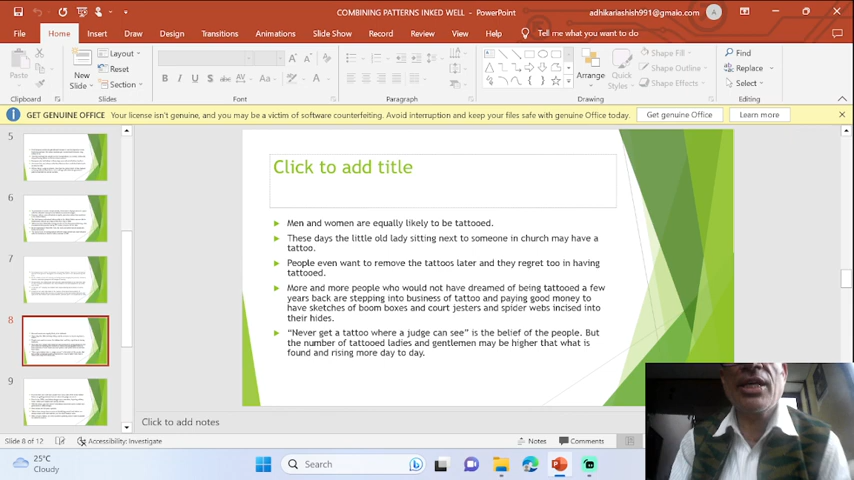 COMBINING PATTERNS INKED WELL - PowerPoint
adhikariashish991@gmaio.com
A
File Home Insert Draw Design Transitions Animations Slide Show Record Review View Help Tell me what you want to do
Paste
Clipboard
New
Slide
Layout
Reset
Section
Slides
Font
Paragraph
Arrange
Quick
Styles
Shape Fill
Shape Outline
Shape Effects
Drawing
Find
Replace
Select
Editing
GET GENUINE OFFICE Your license isn't genuine, and you may be a victim of software counterfeiting. Avoid interruption and keep your files safe with genuine Office today. Get genuine Office Learn more
5
6
7
8
9
Click to add title
Men and women are equally likely to be tattooed.
These days the little old lady sitting next to someone in church may have a
tattoo.
People even want to remove the tattoos later and they regret too in having
tattooed.
More and more people who would not have dreamed of being tattooed a few
years back are stepping into business of tattoo and paying good money to
have sketches of boom boxes and court jesters and spider webs incised into
their hides.
"Never get a tattoo where a judge can see" is the belief of the people. But
the number of tattooed ladies and gentlemen may be higher that what is
found and rising more day to day.
Click to add notes
Slide 8 of 12 Accessibility: Investigate Notes Comments
25°C
Cloudy
Search